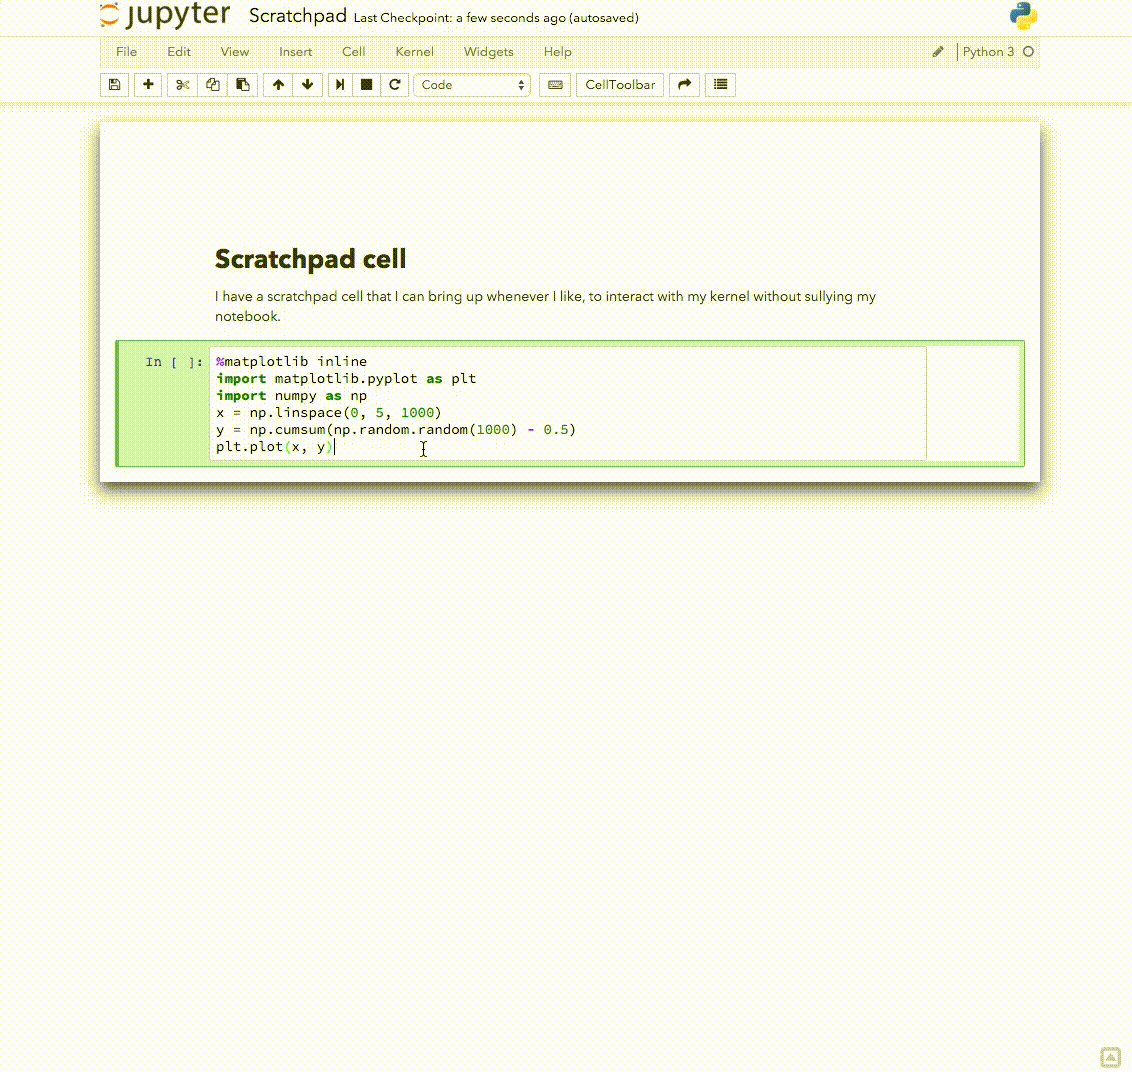 jupyter Scratchpad Last Checkpoint: a few seconds ago (autosaved)
File Edit View Insert Cell Kernel Widgets Help Python 3
Code CellToolbar
Scratchpad cell
I have a scratchpad cell that I can bring up whenever I like, to interact with my kernel without sullying my
notebook.
In [ ]: %matplotlib inline
import matplotlib.pyplot as plt
import numpy as np
x = np.linspace(0, 5, 1000)
y = np.cumsum(np.random.random(1000) - 0.5)
plt.plot(x, y)